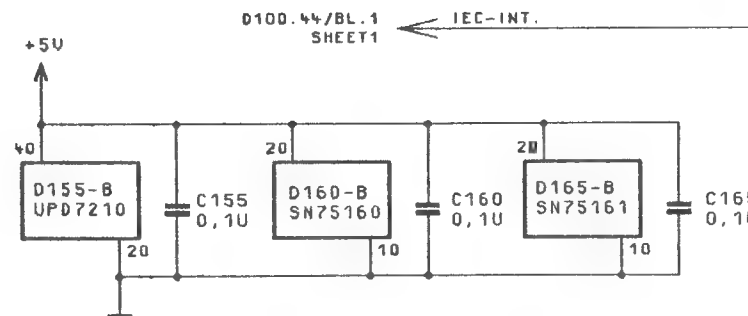 D100.44/BL.1 IEC-INT.
SHEET1
+5V
40
20
20
D155-B
UPD7210
C155
0,1U
D160-B
SN75160
C160
0,1U
D165-B
SN75161
20
10
10